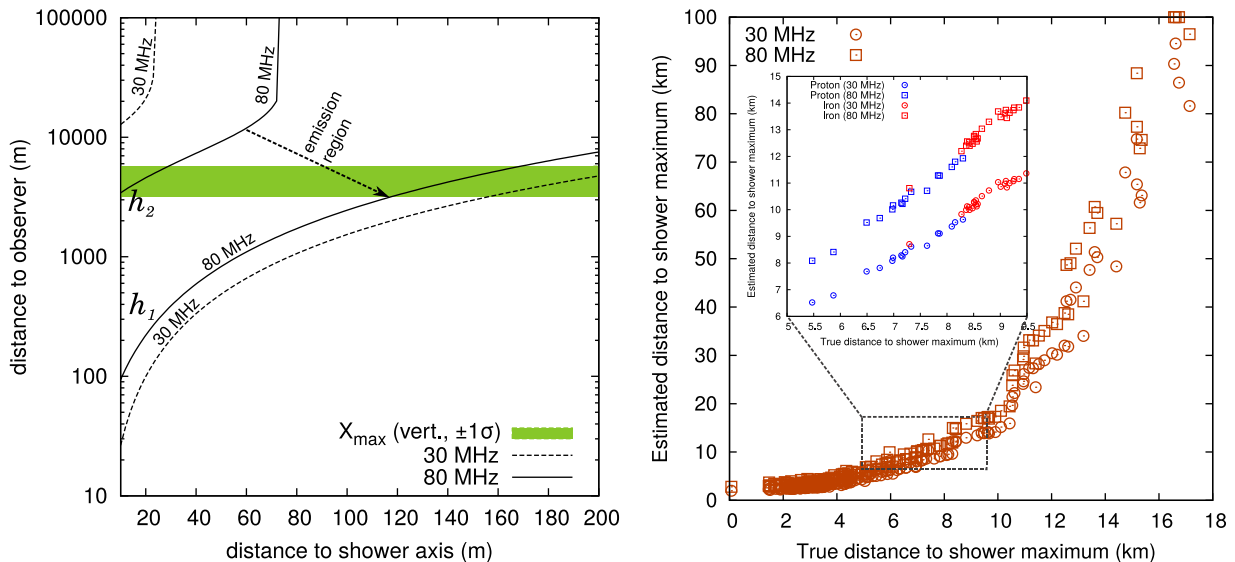 distance to observer (m)
100000
10000
1000
100
10
20 40 60 80 100 120 140 160 180 200
distance to shower axis (m)
30 MHz
80 MHz
emission
region
h2
h1
80 MHz
30 MHz
Xmax (vert., ±1σ)
30 MHz
80 MHz
Estimated distance to shower maximum (km)
100
90
80
70
60
50
40
30
20
10
0
0 2 4 6 8 10 12 14 16 18
True distance to shower maximum (km)
30 MHz
80 MHz
Estimated distance to shower maximum (km)
15
14
13
12
11
10
9
8
7
6
5 5.5 6 6.5 7 7.5 8 8.5 9 9.5
True distance to shower maximum (km)
Proton (30 MHz)
Proton (80 MHz)
Iron (30 MHz)
Iron (80 MHz)